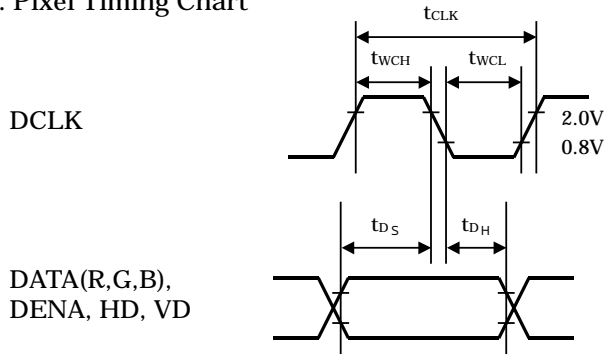 . Pixel Timing Chart
tCLK
tWCH
tWCL
DCLK
2.0V
0.8V
tDS
tDH
DATA(R,G,B),
DENA, HD, VD